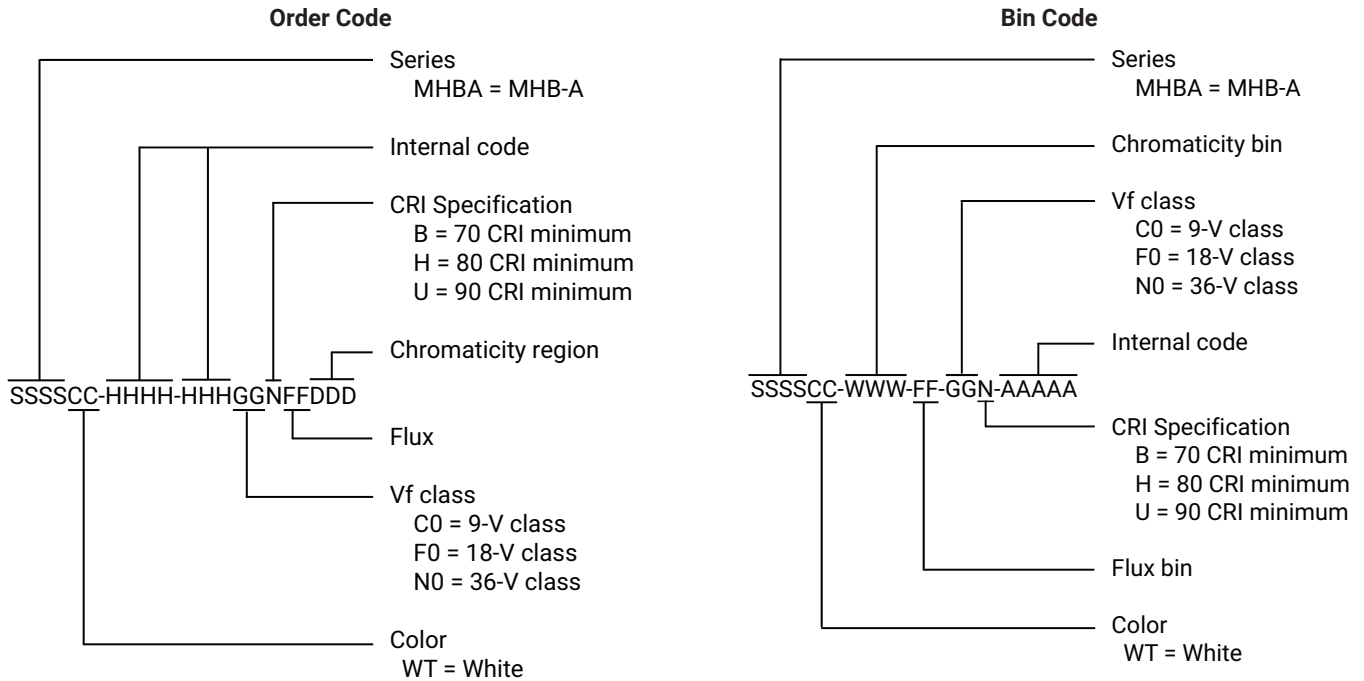 Order Code
Series
MHBA = MHB-A
Internal code
CRI Specification
B = 70 CRI minimum
H = 80 CRI minimum
U = 90 CRI minimum
Chromaticity region
SSSSCC-HHHH-HHHGGNFFDDD
Flux
Vf class
C0 = 9-V class
F0 = 18-V class
N0 = 36-V class
Color
WT = White
Bin Code
Series
MHBA = MHB-A
Chromaticity bin
Vf class
C0 = 9-V class
F0 = 18-V class
N0 = 36-V class
Internal code
SSSSCC-WWW-FF-GGN-AAAAA
CRI Specification
B = 70 CRI minimum
H = 80 CRI minimum
U = 90 CRI minimum
Flux bin
Color
WT = White